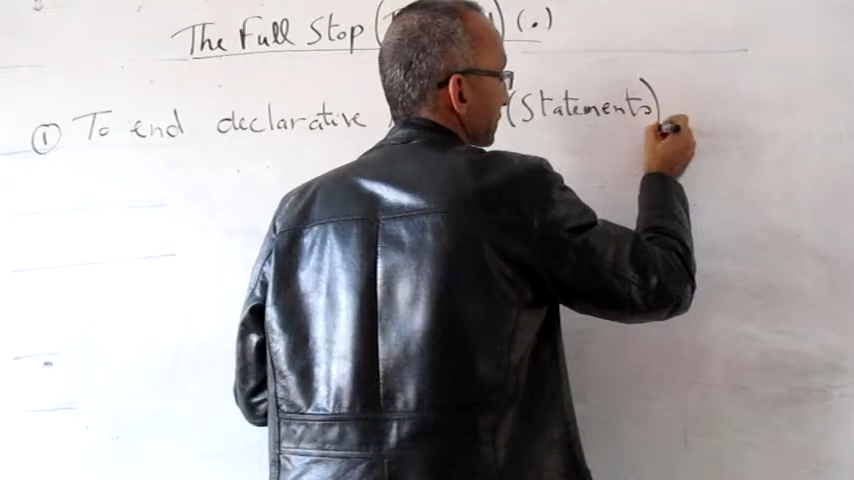 The Full Stop ( ) (.)
① To end declarative (Statements)